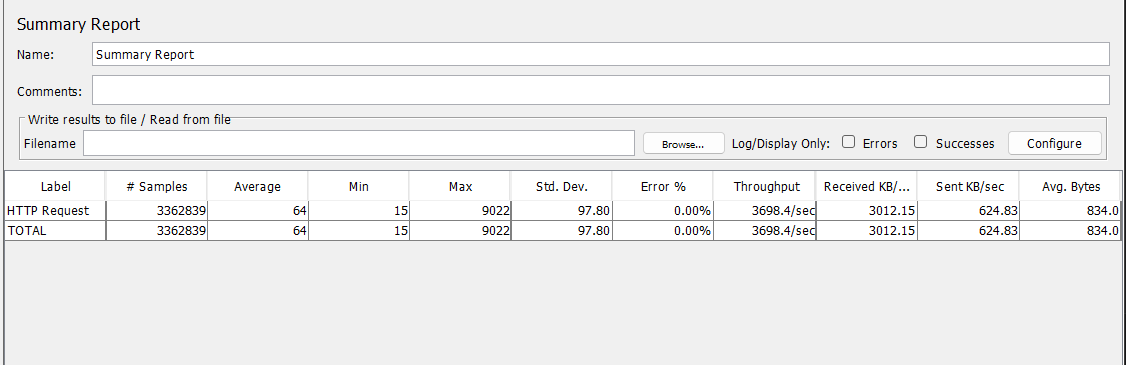 Summary Report
Name: Summary Report
Comments:
Write results to file / Read from file
Filename Browse... Log/Display Only: Errors Successes Configure
Label # Samples Average Min Max Std. Dev. Error % Throughput Received KB/... Sent KB/sec Avg. Bytes
HTTP Request 3362839 64 15 9022 97.80 0.00% 3698.4/sec 3012.15 624.83 834.0
TOTAL 3362839 64 15 9022 97.80 0.00% 3698.4/sec 3012.15 624.83 834.0